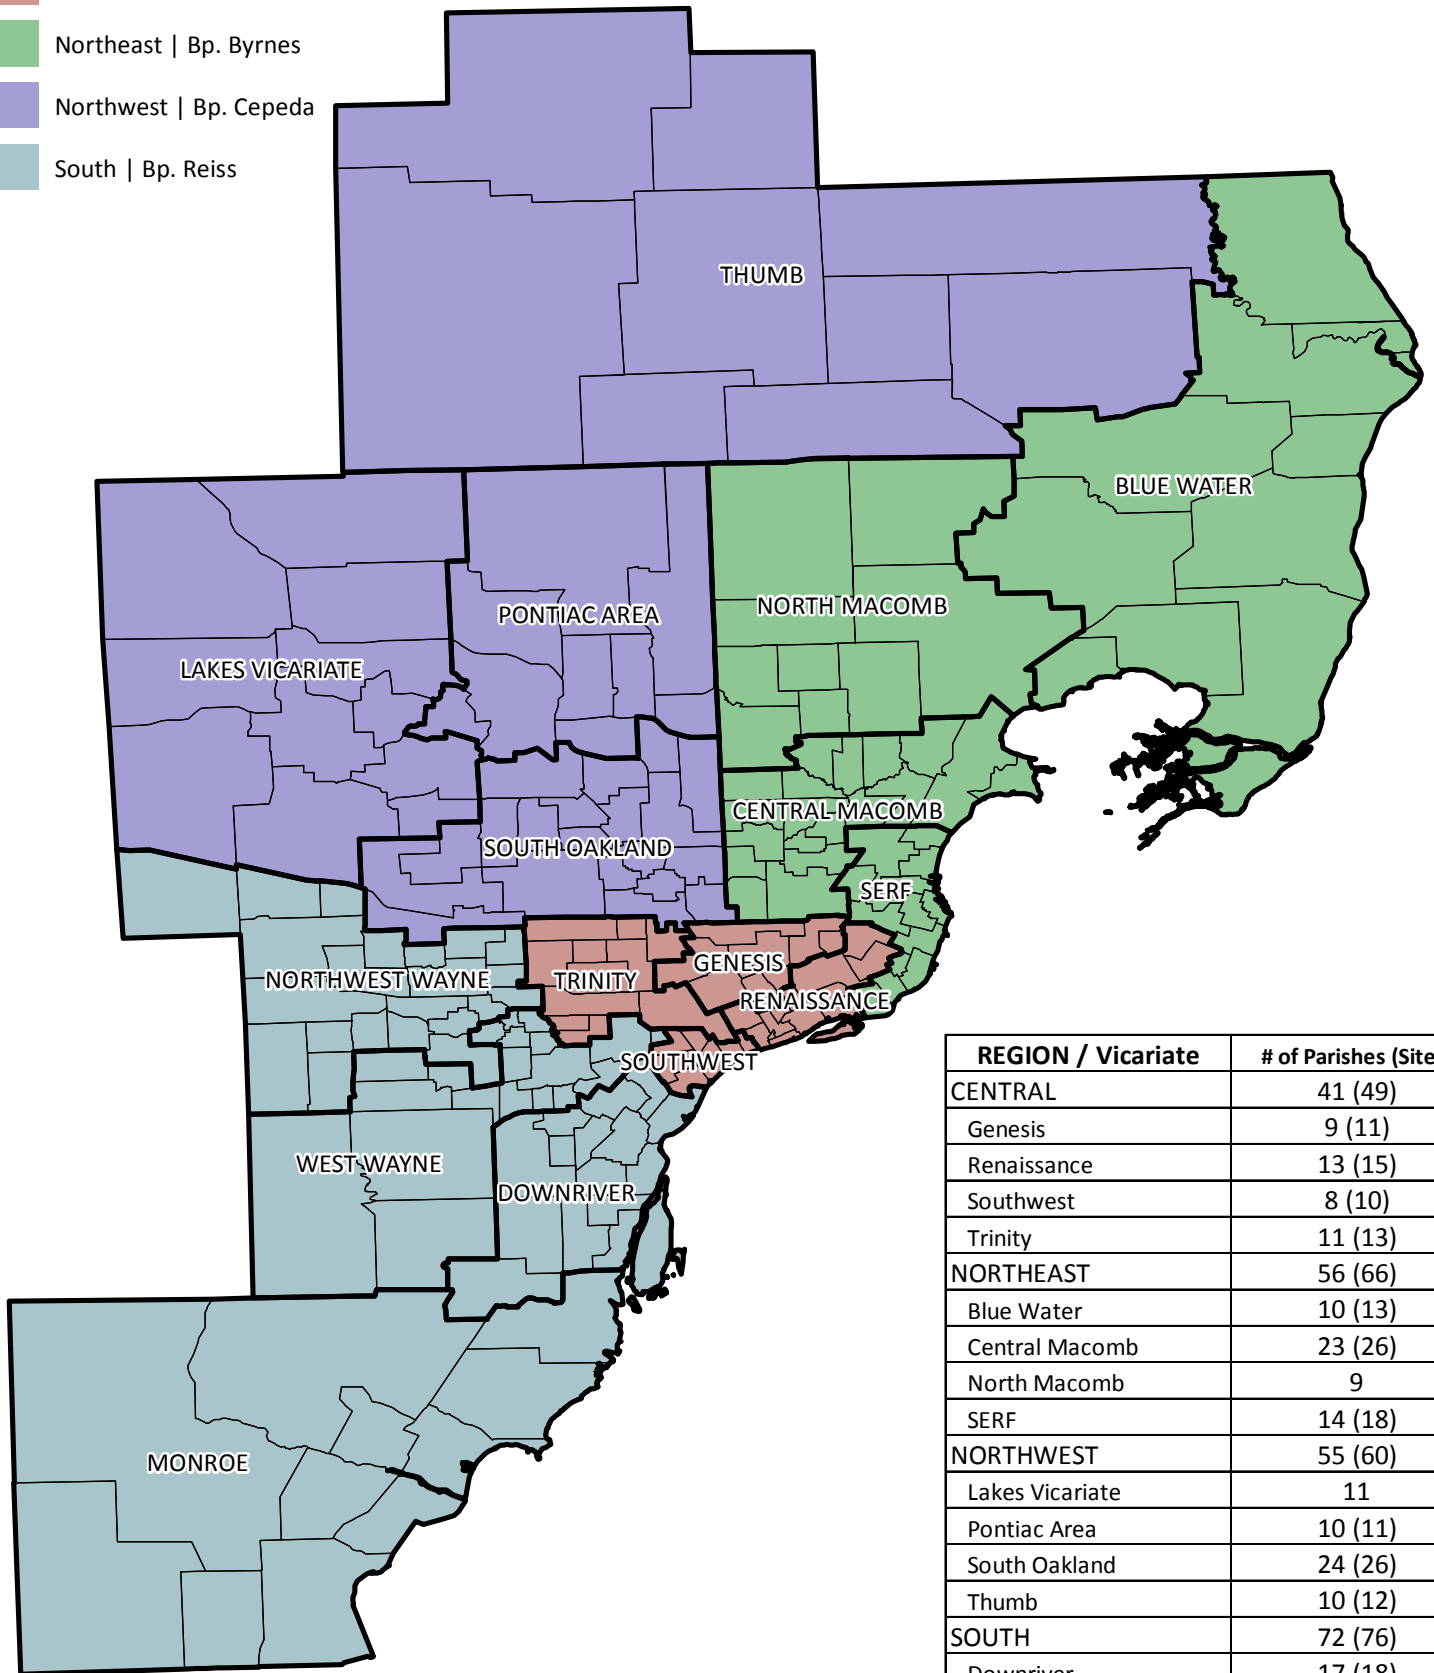 Northeast | Bp. Byrnes
Northwest | Bp. Cepeda
South | Bp. Reiss
THUMB
BLUE WATER
NORTH MACOMB
PONTIAC AREA
LAKES VICARIATE
CENTRAL MACOMB
SOUTH OAKLAND
SERF
GENESIS
NORTHWEST WAYNE
TRINITY
RENAISSANCE
SOUTHWEST
WEST WAYNE
DOWNRIVER
MONROE
REGION / Vicariate # of Parishes (Site
CENTRAL 41 (49)
Genesis 9 (11)
Renaissance 13 (15)
Southwest 8 (10)
Trinity 11 (13)
NORTHEAST 56 (66)
Blue Water 10 (13)
Central Macomb 23 (26)
North Macomb 9
SERF 14 (18)
NORTHWEST 55 (60)
Lakes Vicariate 11
Pontiac Area 10 (11)
South Oakland 24 (26)
Thumb 10 (12)
SOUTH 72 (76)
Downriver 17 (18)